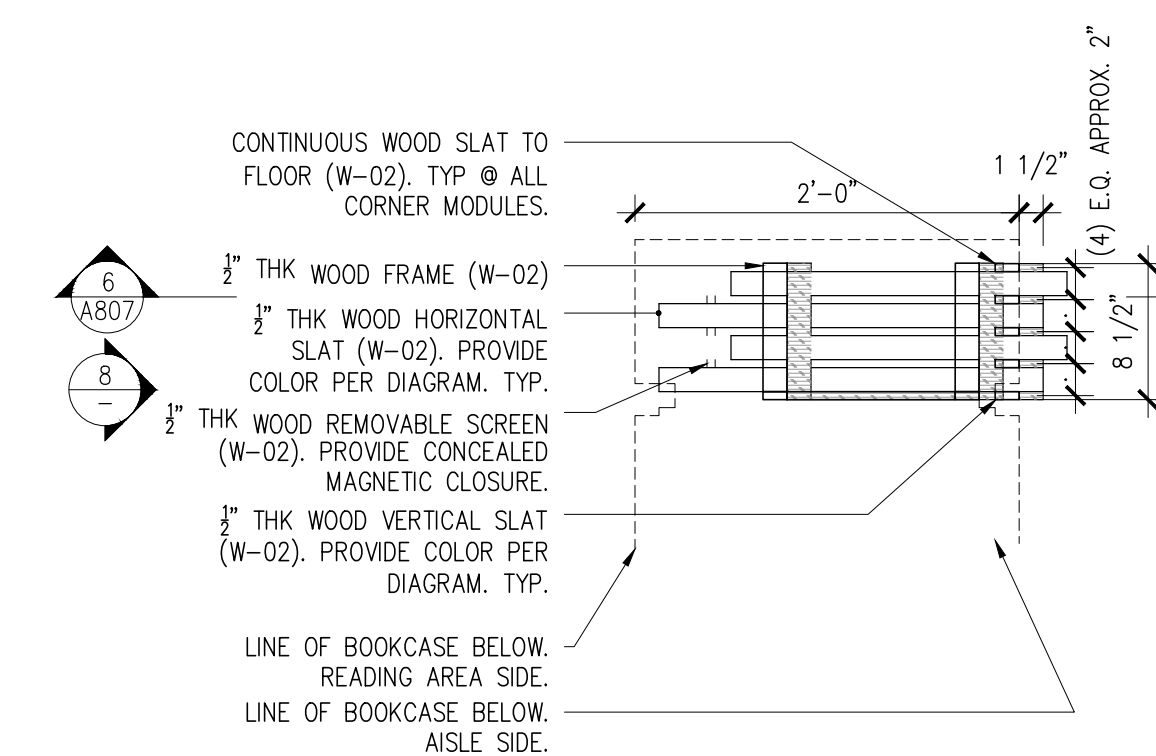 CONTINUOUS WOOD SLAT TO
FLOOR (W-02). TYP @ ALL
CORNER MODULES.
½" THK WOOD FRAME (W-02)
½" THK WOOD HORIZONTAL
SLAT (W-02). PROVIDE
COLOR PER DIAGRAM. TYP.
½" THK WOOD REMOVABLE SCREEN
(W-02). PROVIDE CONCEALED
MAGNETIC CLOSURE.
½" THK WOOD VERTICAL SLAT
(W-02). PROVIDE COLOR PER
DIAGRAM. TYP.
LINE OF BOOKCASE BELOW.
READING AREA SIDE.
LINE OF BOOKCASE BELOW.
AISLE SIDE.
6
A807
8
–
2'-0"
1 1/2"
(4) E.Q. APPROX. 2"
8 1/2"